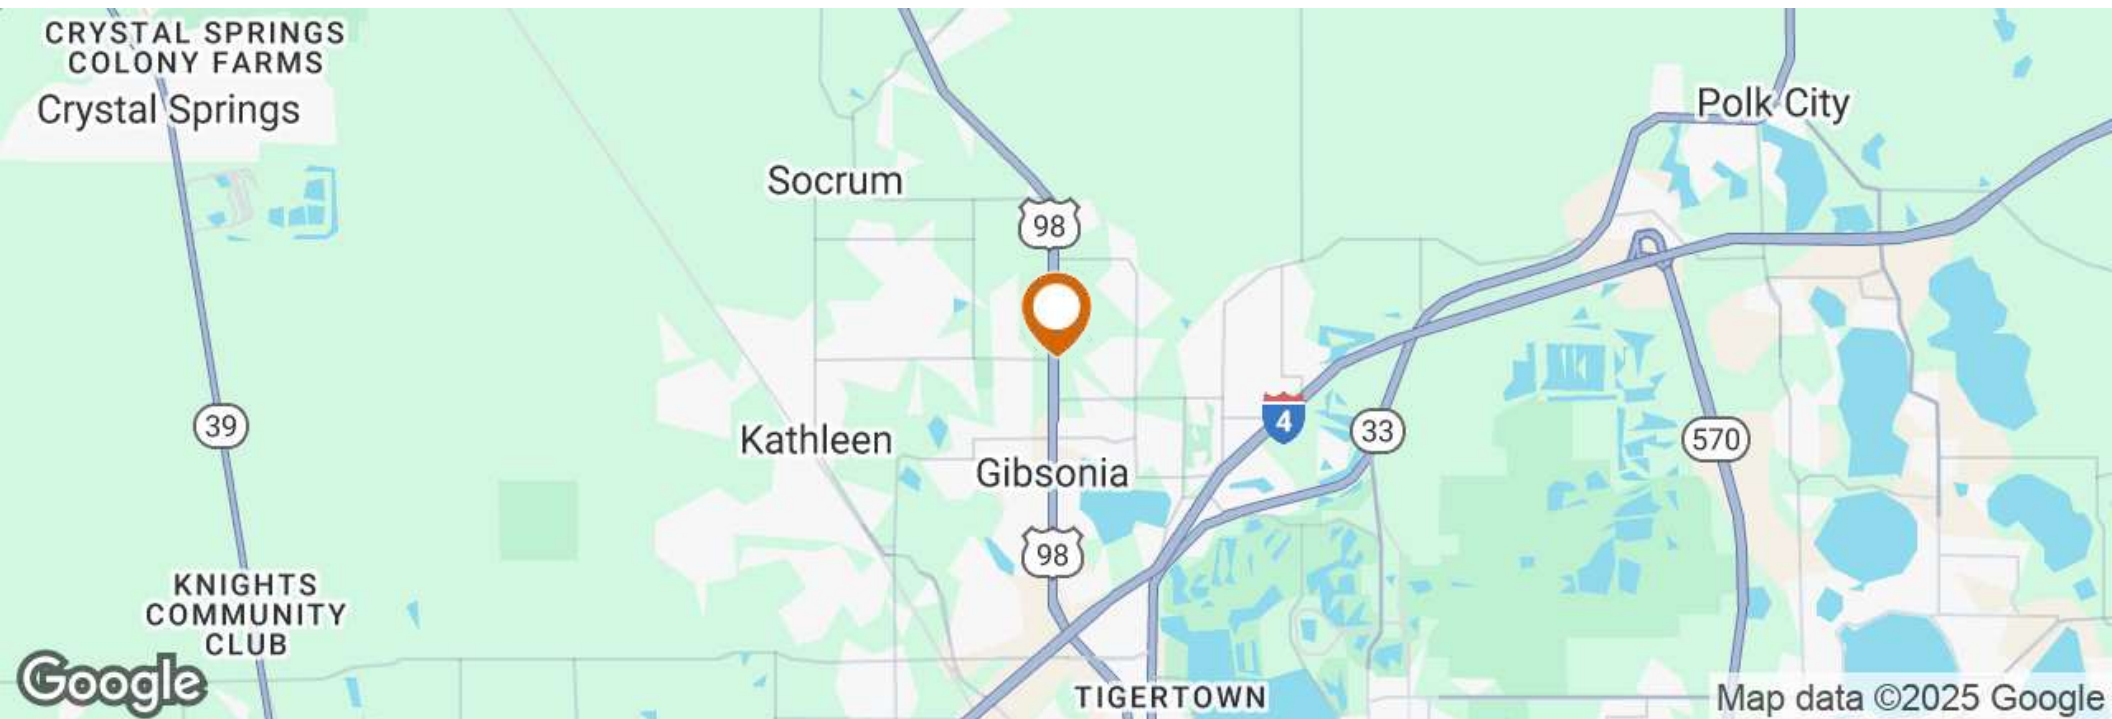 CRYSTAL SPRINGS
COLONY FARMS
Crystal Springs
Polk City
Socrum
98
39
4
33
570
Kathleen
Gibsonia
98
KNIGHTS
COMMUNITY
CLUB
Google
TIGERTOWN
Map data ©2025 Google